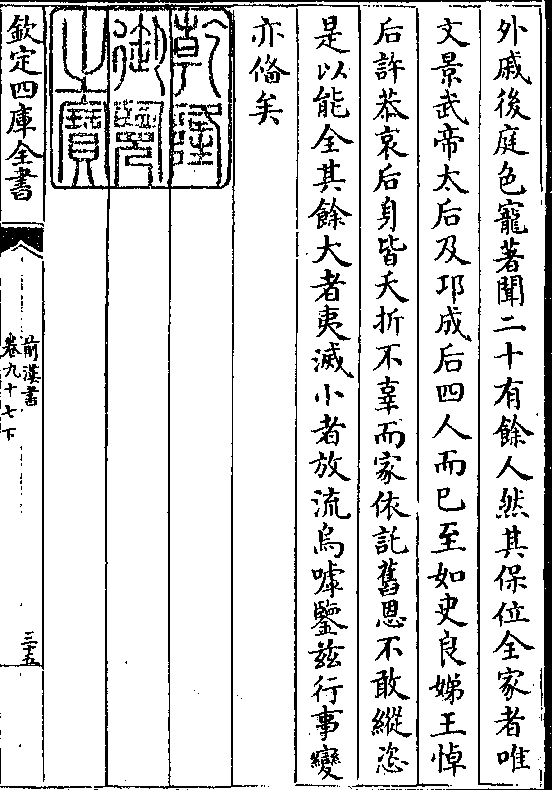 外戚後庭色寵著聞二十有餘人然其保位全家者唯
文景武帝太后及邛成后四人而已至如史良娣王悼
后許恭哀后身皆夭折不辜而家依託舊恩不敢縱恣
是以能全其餘大者夷滅小者放流烏嘑鑒兹行事變
亦備矣
乾隆
御覽
之寶
欽定四庫全書
前漢書
卷九十七下
三十五